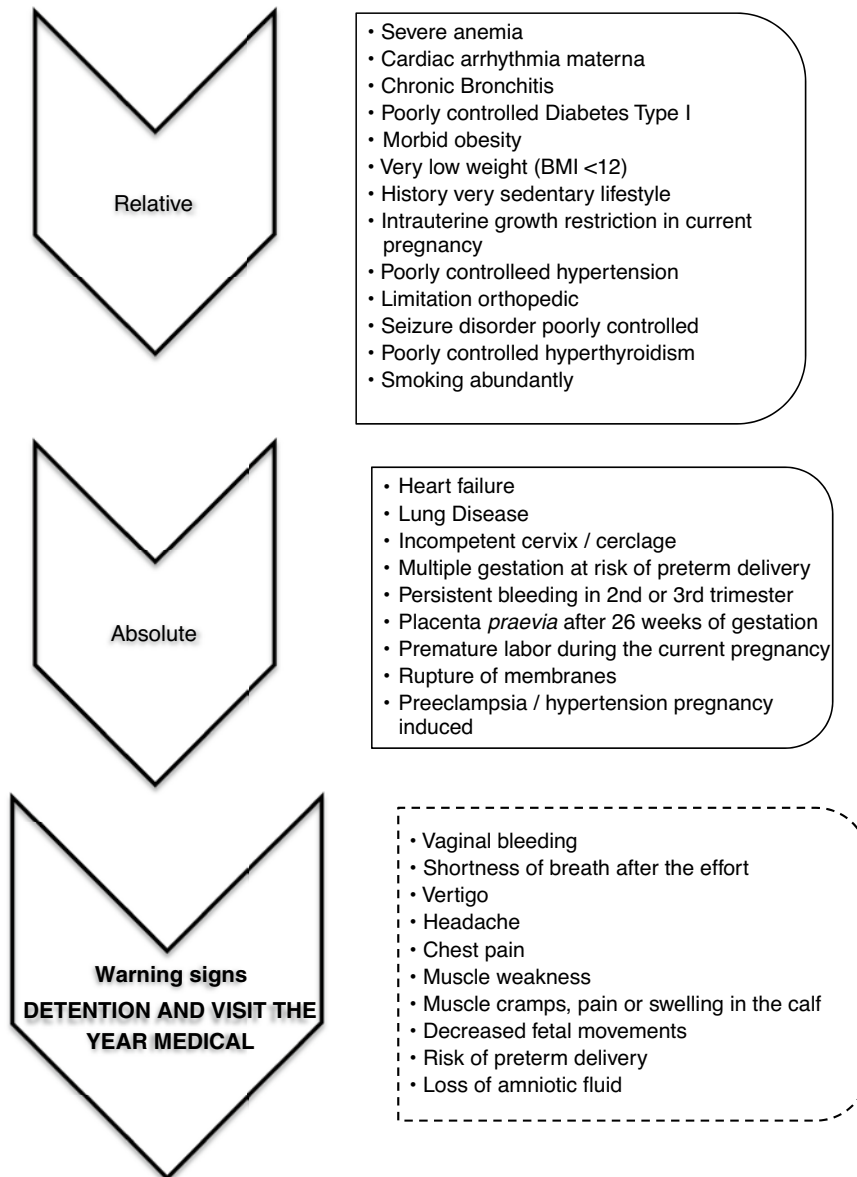 Relative
• Severe anemia
• Cardiac arrhythmia materna
• Chronic Bronchitis
• Poorly controlled Diabetes Type I
• Morbid obesity
• Very low weight (BMI <12)
• History very sedentary lifestyle
• Intrauterine growth restriction in current
pregnancy
• Poorly controlleed hypertension
• Limitation orthopedic
• Seizure disorder poorly controlled
• Poorly controlled hyperthyroidism
• Smoking abundantly
Absolute
• Heart failure
• Lung Disease
• Incompetent cervix / cerclage
• Multiple gestation at risk of preterm delivery
• Persistent bleeding in 2nd or 3rd trimester
• Placenta praevia after 26 weeks of gestation
• Premature labor during the current pregnancy
• Rupture of membranes
• Preeclampsia / hypertension pregnancy
induced
Warning signs
DETENTION AND VISIT THE
YEAR MEDICAL
• Vaginal bleeding
• Shortness of breath after the effort
• Vertigo
• Headache
• Chest pain
• Muscle weakness
• Muscle cramps, pain or swelling in the calf
• Decreased fetal movements
• Risk of preterm delivery
• Loss of amniotic fluid